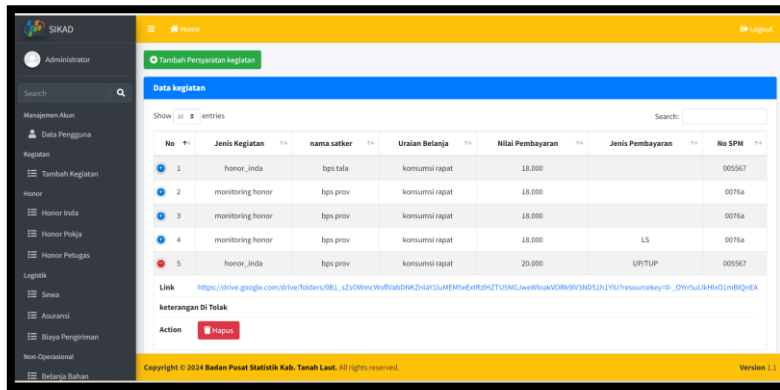 SIKAD
Home
Logout
Administrator
Search
Manajemen Akun
Data Pengguna
Kegiatan
Tambah Kegiatan
Honor
Honor Inda
Honor Pokja
Honor Petugas
Logistik
Sewa
Asuransi
Biaya Pengiriman
Non-Operasional
Belanja Bahan
Tambah Persyaratan kegiatan
Data kegiatan
Show 10 entries
Search:
No Jenis Kegiatan nama satker Uraian Belanja Nilai Pembayaran Jenis Pembayaran No SPM
1 honor_inda bps tala konsumsi rapat 18.000 005567
2 monitoring honor bps prov konsumsi rapat 18.000 0076a
3 monitoring honor bps prov konsumsi rapat 18.000 0076a
4 monitoring honor bps prov konsumsi rapat 18.000 LS 0076a
5 honor_inda bps prov konsumsi rapat 20.000 UP/TUP 005567
Link
keterangan Di Tolak
Action Hapus
Copyright © 2024 Badan Pusat Statistik Kab. Tanah Laut. All rights reserved.
Version 1.1